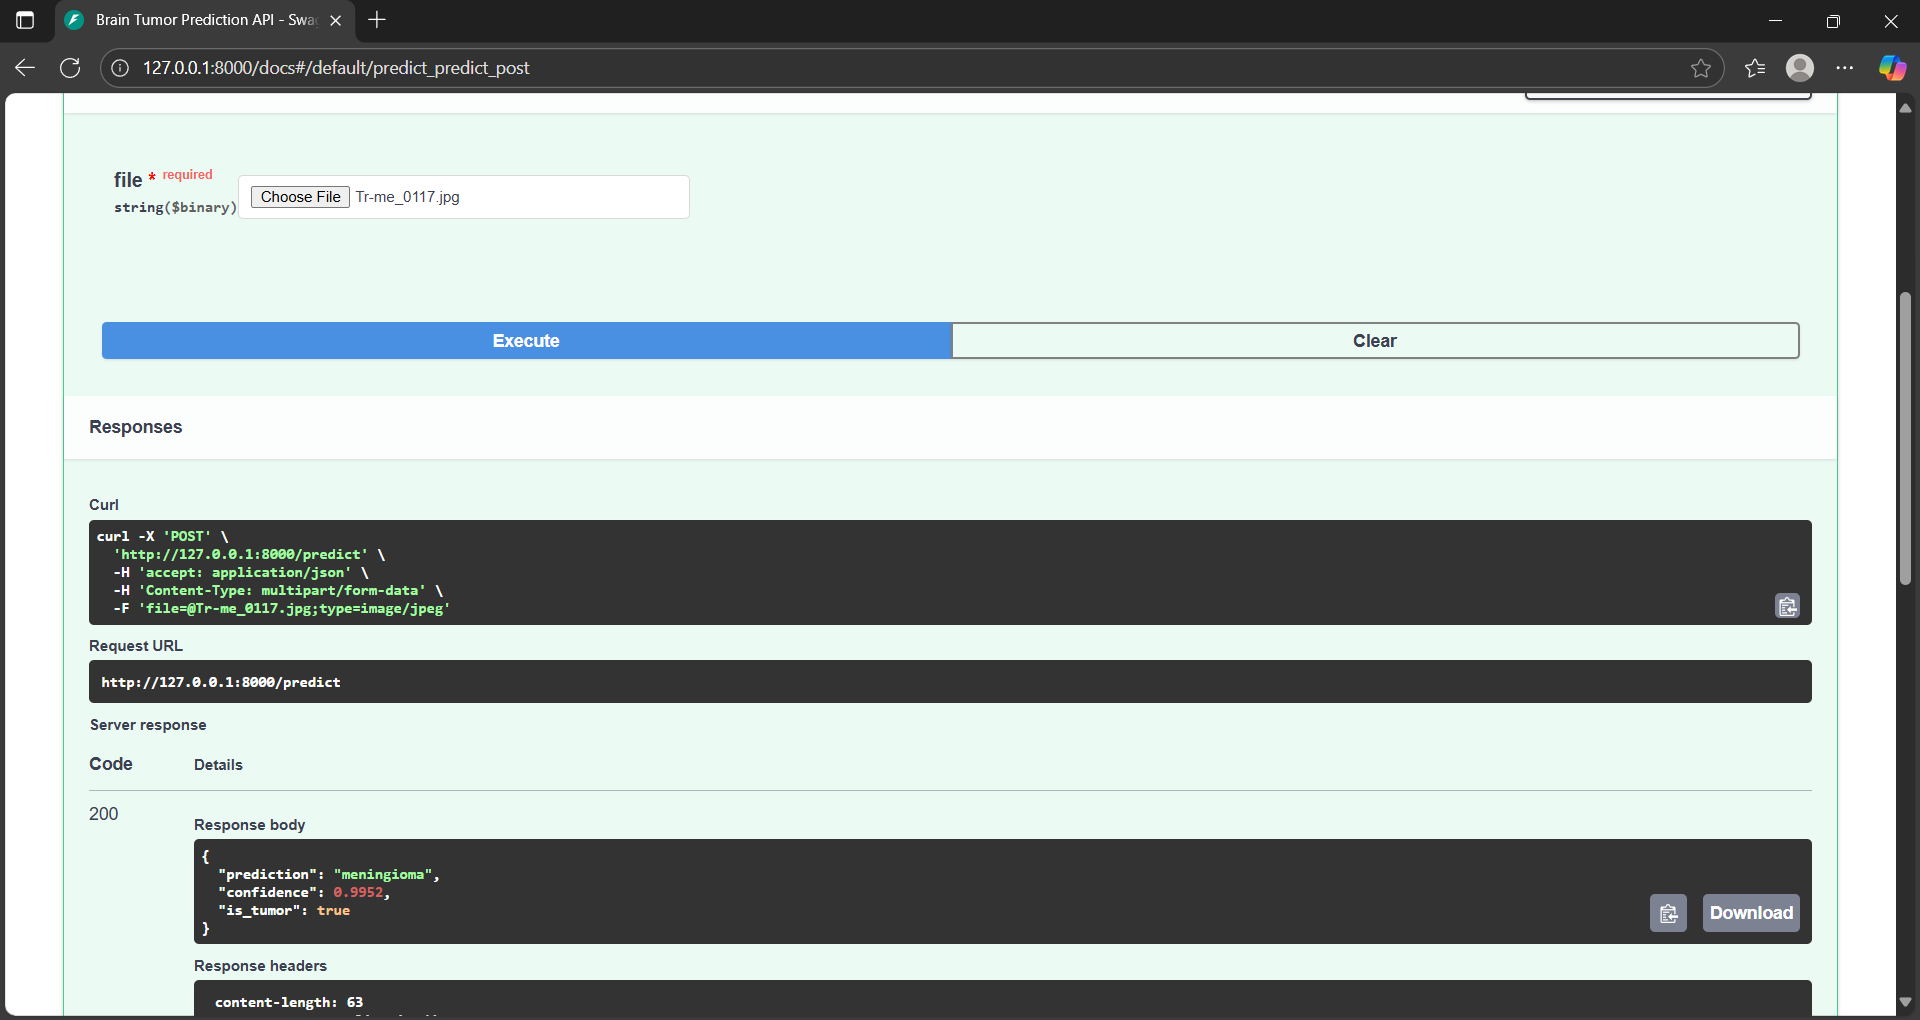 Brain Tumor Prediction API - Swa
127.0.0.1:8000/docs#/default/predict_predict_post
file * required
string($binary)
Choose File Tr-me_0117.jpg
Execute
Clear
Responses
Curl
curl -X 'POST' \
'http://127.0.0.1:8000/predict' \
-H 'accept: application/json' \
-H 'Content-Type: multipart/form-data' \
-F 'file=@Tr-me_0117.jpg;type=image/jpeg'
Request URL
http://127.0.0.1:8000/predict
Server response
Code Details
200
Response body
{
"prediction": "meningioma",
"confidence": 0.9952,
"is_tumor": true
}
Download
Response headers
content-length: 63